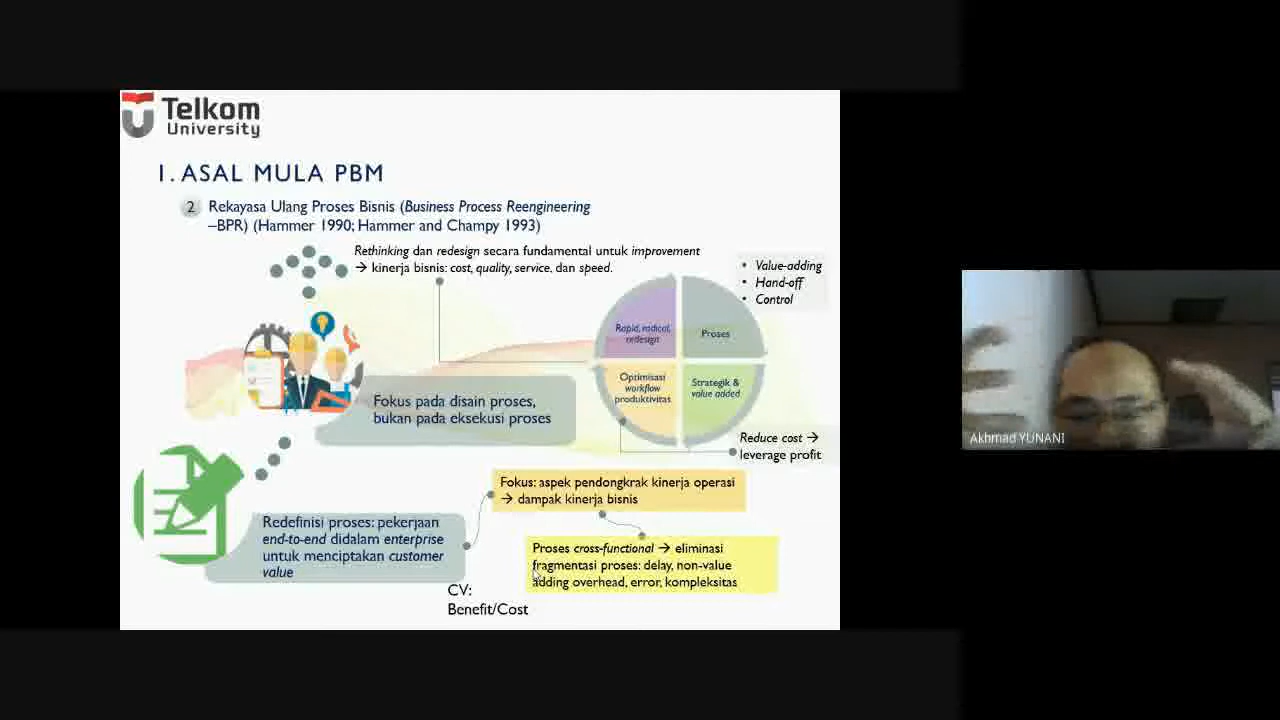 Telkom
University
1. ASAL MULA PBM
2 Rekayasa Ulang Proses Bisnis (Business Process Reengineering
–BPR) (Hammer 1990; Hammer and Champy 1993)
Rethinking dan redesign secara fundamental untuk improvement
→ kinerja bisnis: cost, quality, service, dan speed.
• Value-adding
• Hand-off
• Control
Rapid, radical,
redesign
Proses
Optimisasi
workflow
produktivitas
Strategik &
value added
Fokus pada disain proses,
bukan pada eksekusi proses
Reduce cost →
leverage profit
Fokus: aspek pendongkrak kinerja operasi
→ dampak kinerja bisnis
Redefinisi proses: pekerjaan
end-to-end didalam enterprise
untuk menciptakan customer
value
Proses cross-functional → eliminasi
fragmentasi proses: delay, non-value
adding overhead, error, kompleksitas
CV:
Benefit/Cost
Akhmad YUNANI